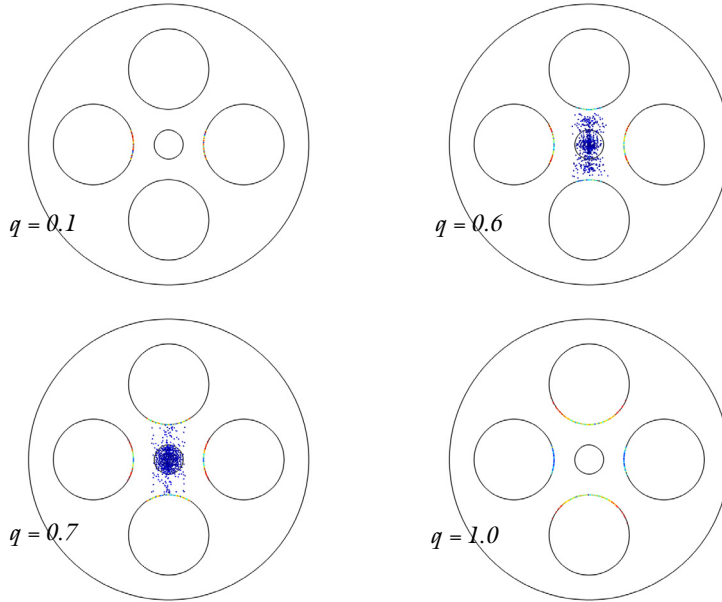 q = 0.1
q = 0.6
q = 0.7
q = 1.0